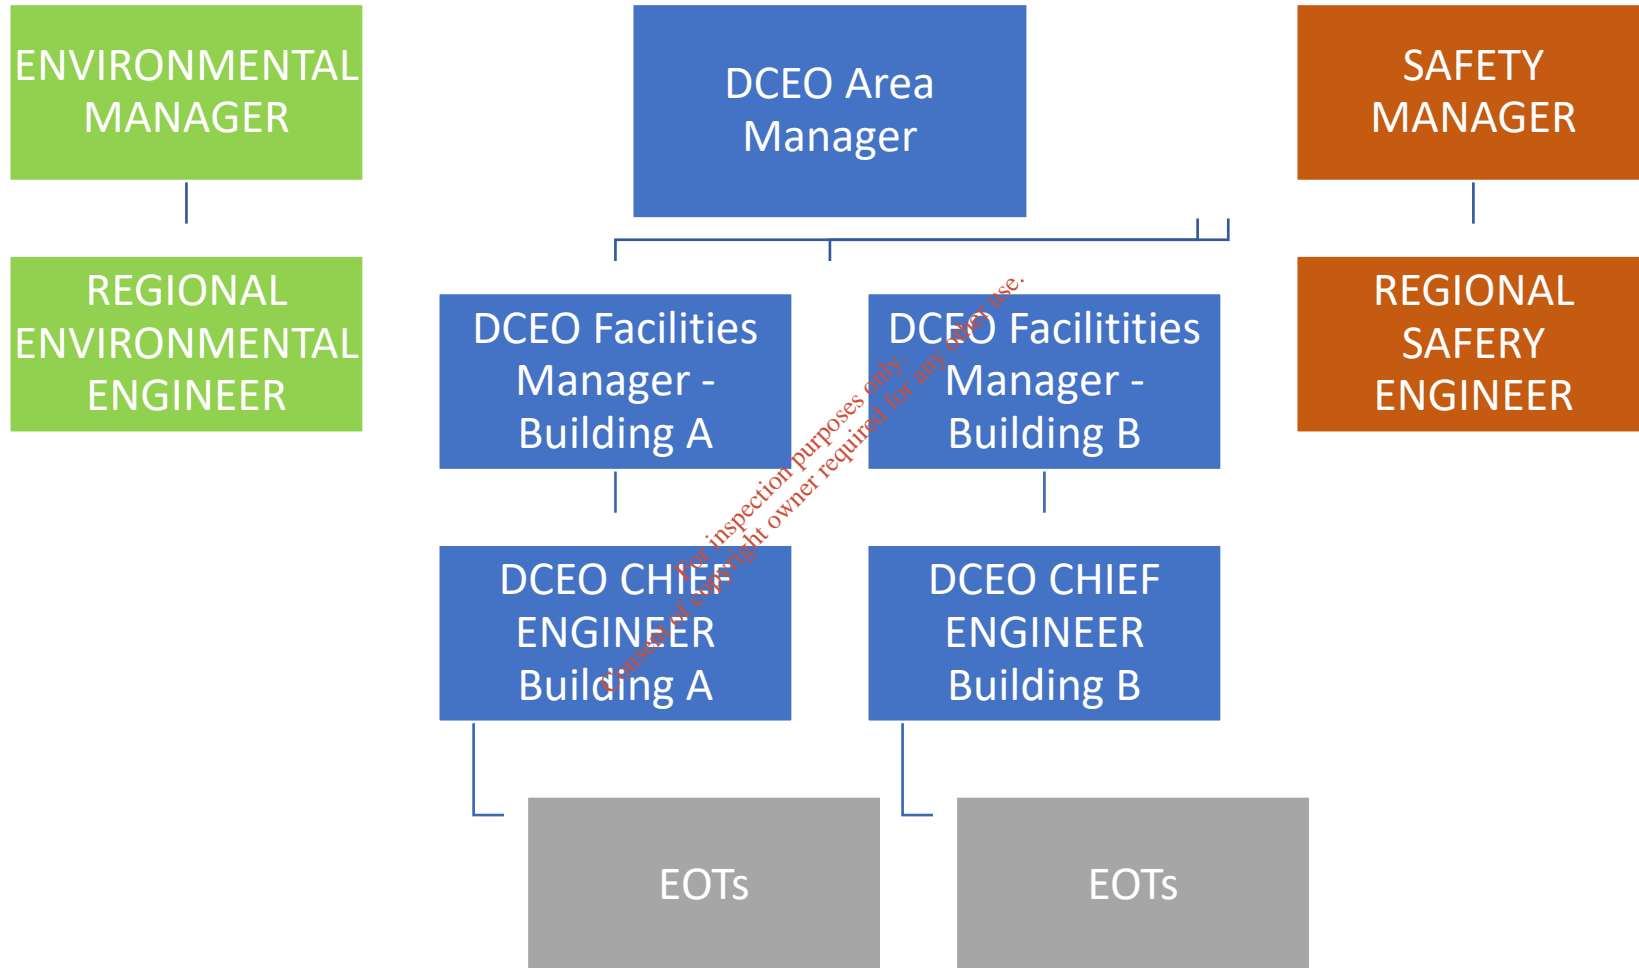 ENVIRONMENTAL
MANAGER
DCEO Area
Manager
SAFETY
MANAGER
REGIONAL
ENVIRONMENTAL
ENGINEER
DCEO Facilities
Manager -
Building A
DCEO Facilitities
Manager -
Building B
REGIONAL
SAFERY
ENGINEER
For inspection purposes only.
Consent of copyright owner required for any other use.
DCEO CHIEF
ENGINEER
Building A
DCEO CHIEF
ENGINEER
Building B
EOTs
EOTs